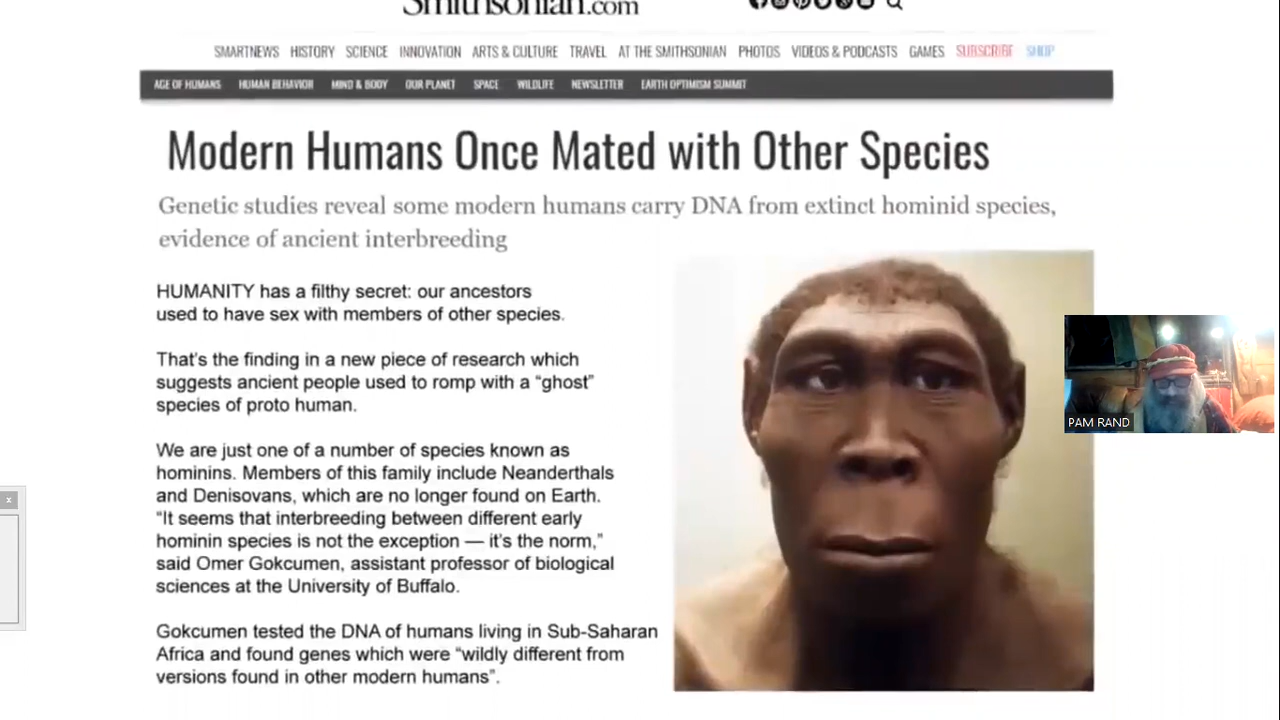 Smithsonian.com
SMARTNEWS HISTORY SCIENCE INNOVATION ARTS & CULTURE TRAVEL AT THE SMITHSONIAN PHOTOS VIDEOS & PODCASTS GAMES SUBSCRIBE SHOP
AGE OF HUMANS HUMAN BEHAVIOR MIND & BODY OUR PLANET SPACE WILDLIFE NEWSLETTER EARTH OPTIMISM SUMMIT
Modern Humans Once Mated with Other Species
Genetic studies reveal some modern humans carry DNA from extinct hominid species,
evidence of ancient interbreeding
HUMANITY has a filthy secret: our ancestors
used to have sex with members of other species.
That's the finding in a new piece of research which
suggests ancient people used to romp with a “ghost”
species of proto human.
We are just one of a number of species known as
hominins. Members of this family include Neanderthals
and Denisovans, which are no longer found on Earth.
“It seems that interbreeding between different early
hominin species is not the exception — it's the norm,”
said Omer Gokcumen, assistant professor of biological
sciences at the University of Buffalo.
Gokcumen tested the DNA of humans living in Sub-Saharan
Africa and found genes which were “wildly different from
versions found in other modern humans”.
PAM RAND
x